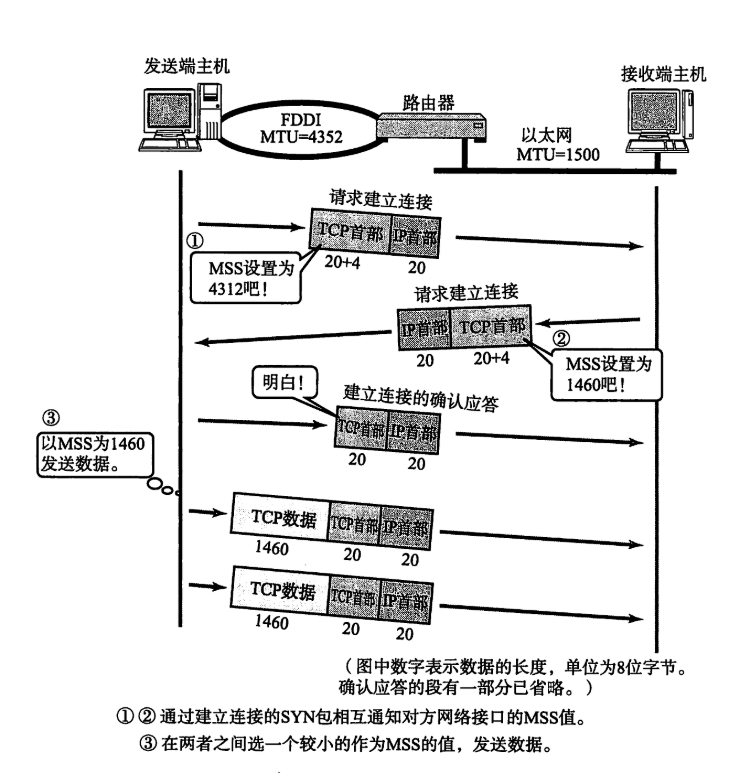 发送端主机
接收端主机
FDDI
MTU=4352
路由器
以太网
MTU=1500
请求建立连接
TCP首部 IP首部
20+4 20
①
MSS设置为
4312吧!
请求建立连接
IP首部 TCP首部
20 20+4
②
MSS设置为
1460吧!
明白!
建立连接的确认应答
TCP首部 IP首部
20 20
③
以MSS为1460
发送数据。
TCP数据 TCP首部 IP首部
1460 20 20
TCP数据 TCP首部 IP首部
1460 20 20
(图中数字表示数据的长度,单位为8位字节。
确认应答的段有一部分已省略。)
①②通过建立连接的SYN包相互通知对方网络接口的MSS值。
③在两者之间选一个较小的作为MSS的值,发送数据。